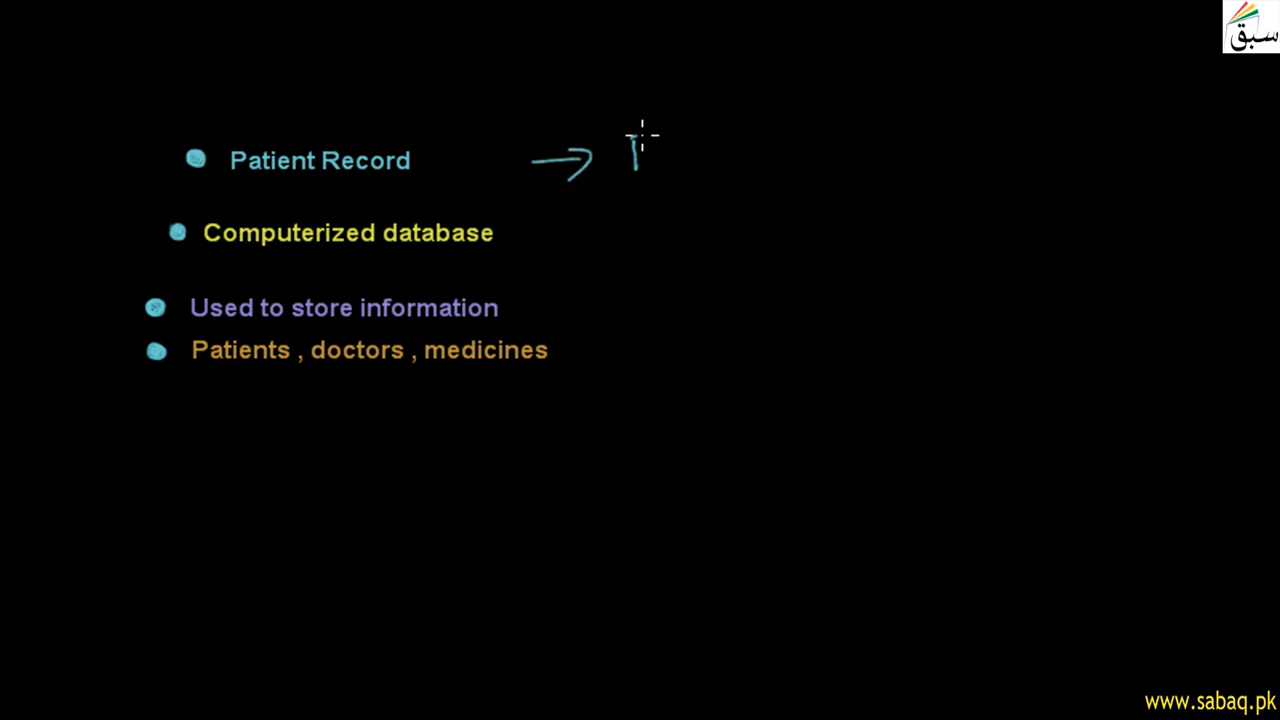 سبق
Patient Record
Computerized database
Used to store information
Patients , doctors , medicines
www.sabaq.pk